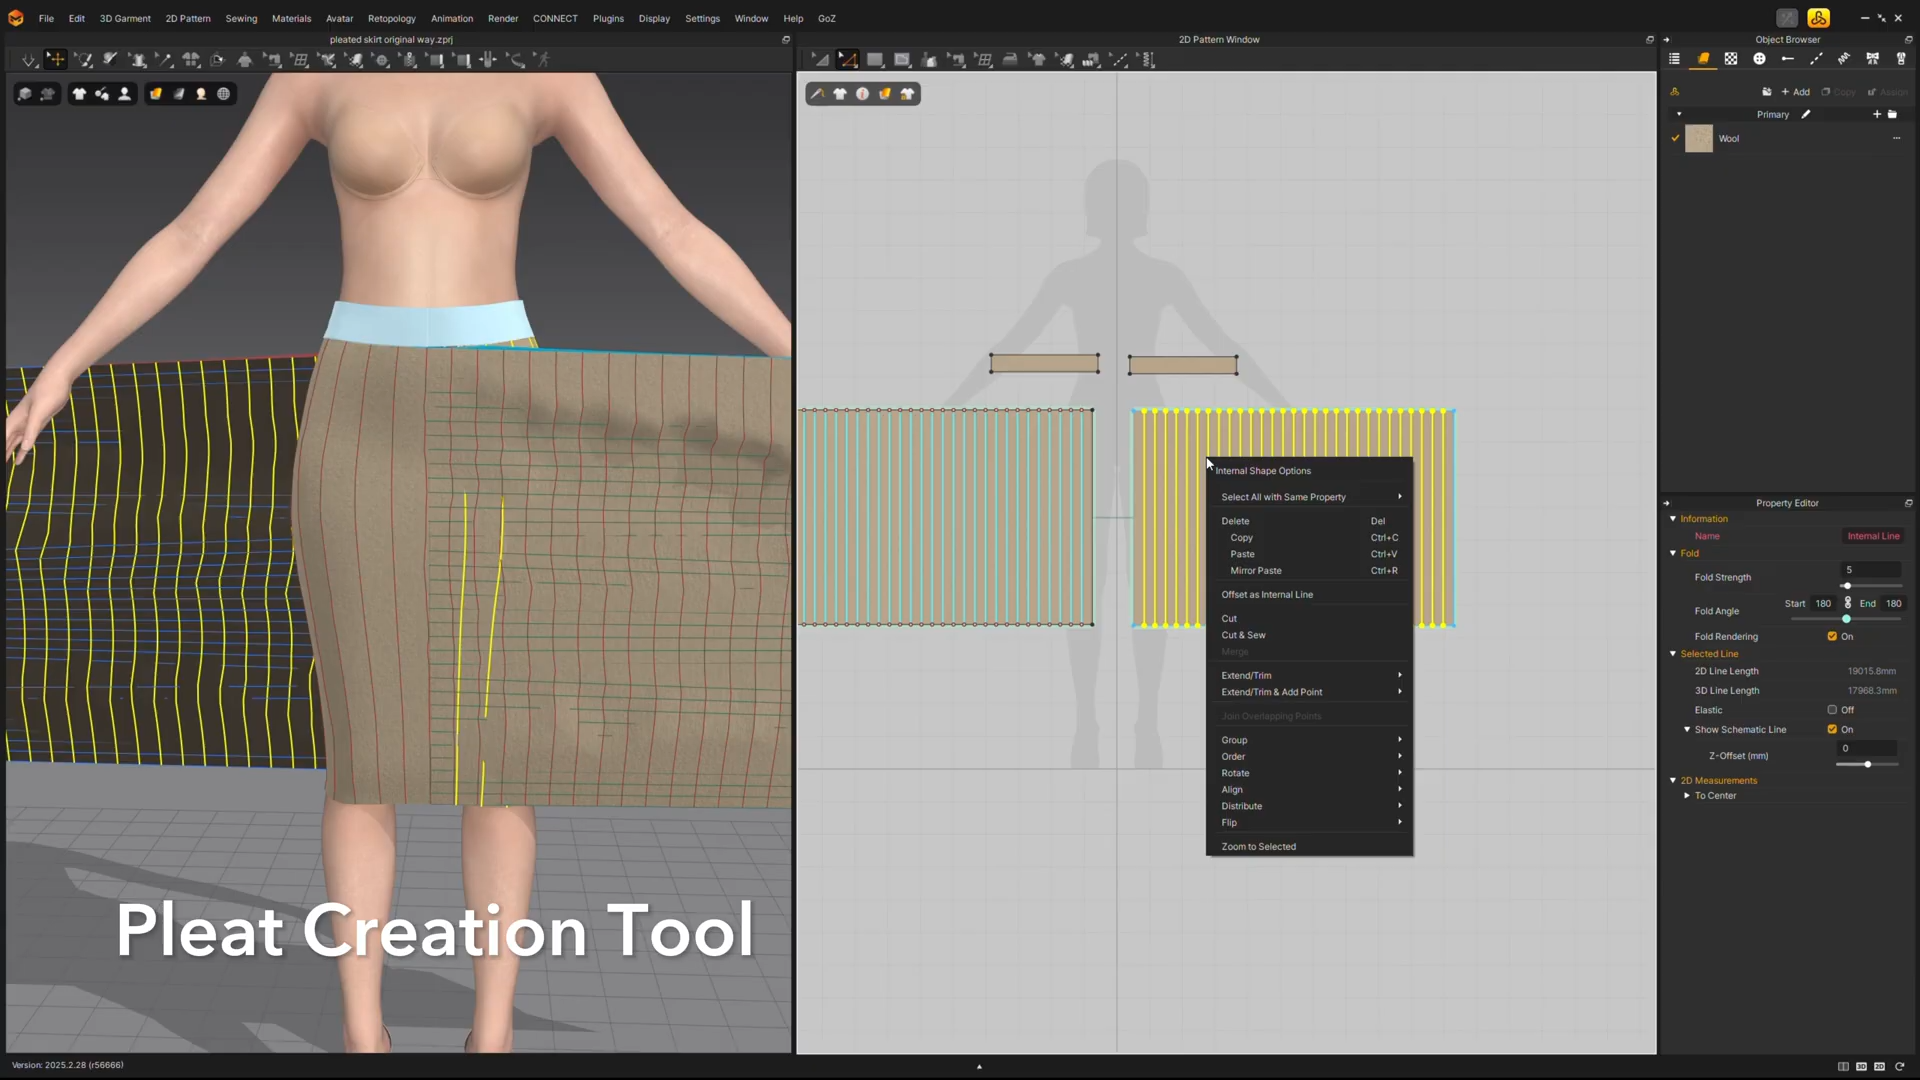 File Edit 3D Garment 2D Pattern Sewing Materials Avatar Retopology Animation Render CONNECT Plugins Display Settings Window Help GoZ
pleated skirt original way.zprj
2D Pattern Window
Object Browser
+ Add Copy Assign
Primary
Wool
Internal Shape Options
Select All with Same Property
Delete Del
Copy Ctrl+C
Paste Ctrl+V
Mirror Paste Ctrl+R
Offset as Internal Line
Cut
Cut & Sew
Merge
Extend/Trim
Extend/Trim & Add Point
Join Overlapping Points
Group
Order
Rotate
Align
Distribute
Flip
Zoom to Selected
Property Editor
Information
Name Internal Line
Fold
Fold Strength 5
Fold Angle Start 180 End 180
Fold Rendering On
Selected Line
2D Line Length 19015.8mm
3D Line Length 17968.3mm
Elastic Off
Show Schematic Line On
Z-Offset (mm) 0
2D Measurements
To Center
Pleat Creation Tool
Version: 2025.2.28 (r56666)
3D 2D